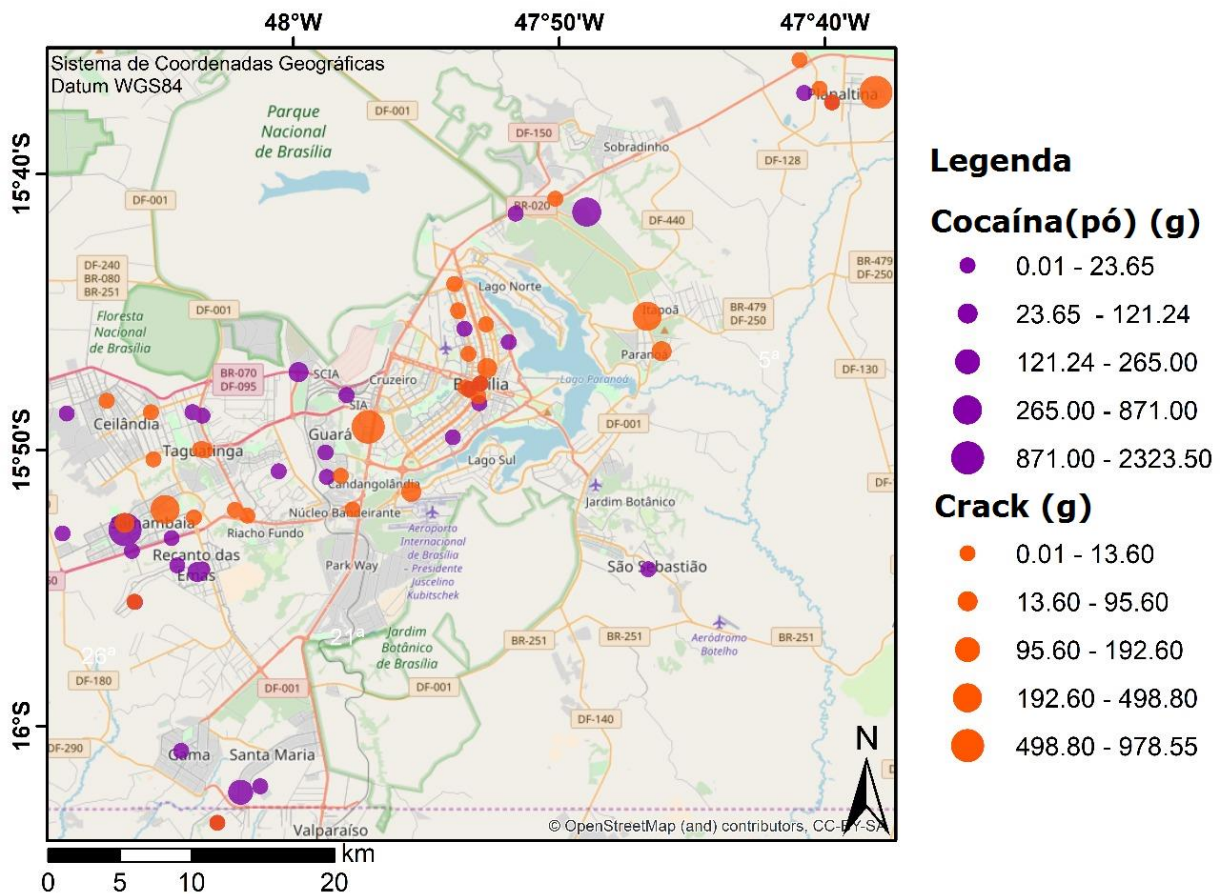 48°W
47°50'W
47°40'W
Sistema de Coordenadas Geográficas
Datum WGS84
Parque
Nacional
de Brasília
DF-001
DF-150
Sobradinho
Planaltina
DF-128
15°40'S
DF-001
BR-020
DF-440
DF-240
BR-080
BR-251
DF-001
Floresta
Nacional
de Brasília
Lago Norte
Itapoã
BR-479
DF-250
BR-479
DF-250
Paranoá
5ª
DF-130
BR-070
DF-095
SCIA
Cruzeiro
Brasília
Lago Paranoá
SIA
Ceilândia
Guará
DF-001
15°50'S
Taguatinga
Lago Sul
Candangolândia
Jardim Botânico
Núcleo Bandeirante
Samambaia
Riacho Fundo
Aeroporto
Internacional
de Brasília
– Presidente
Juscelino
Kubitschek
Recanto das
Emas
Park Way
São Sebastião
21ª
Jardim
Botânico
de Brasília
BR-251
BR-251
BR-251
Aeródromo
Botelho
26ª
DF-180
DF-001
DF-001
DF-140
16°S
DF-290
Gama
Santa Maria
N
Valparaíso
© OpenStreetMap (and) contributors, CC-BY-SA
km
0 5 10 20
Legenda
Cocaína(pó) (g)
0.01 - 23.65
23.65 - 121.24
121.24 - 265.00
265.00 - 871.00
871.00 - 2323.50
Crack (g)
0.01 - 13.60
13.60 - 95.60
95.60 - 192.60
192.60 - 498.80
498.80 - 978.55